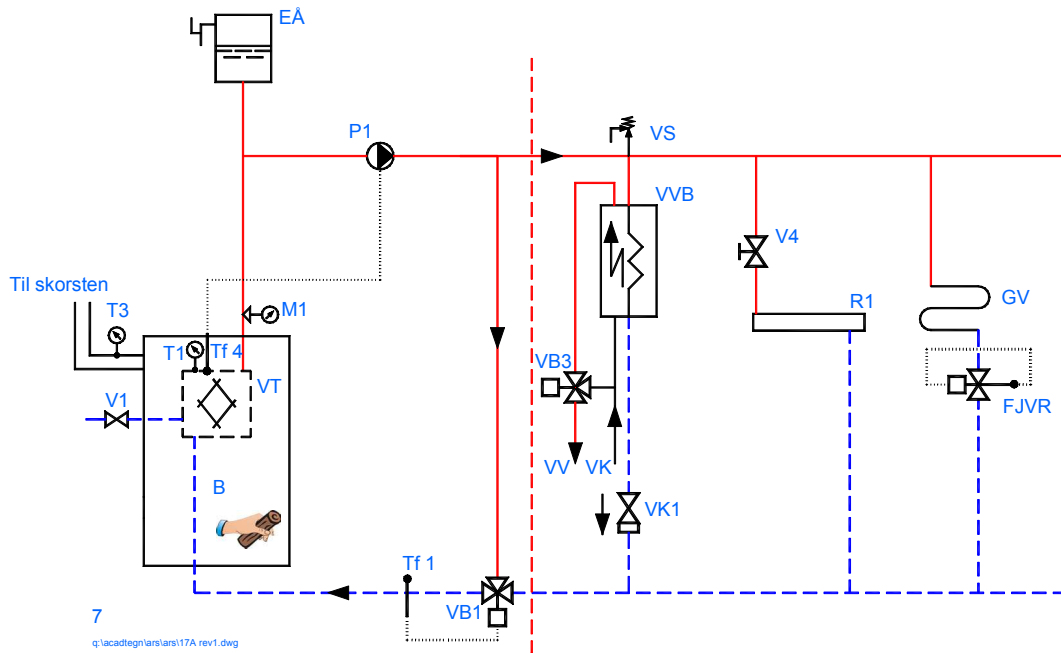 EÅ
P1
VS
VVB
V4
Til skorsten
T3
M1
R1
GV
T1
Tf 4
VT
VB3
V1
FJVR
VV
VK
B
VK1
Tf 1
VB1
7
q:\acadtegn\ars\ars\17A rev1.dwg